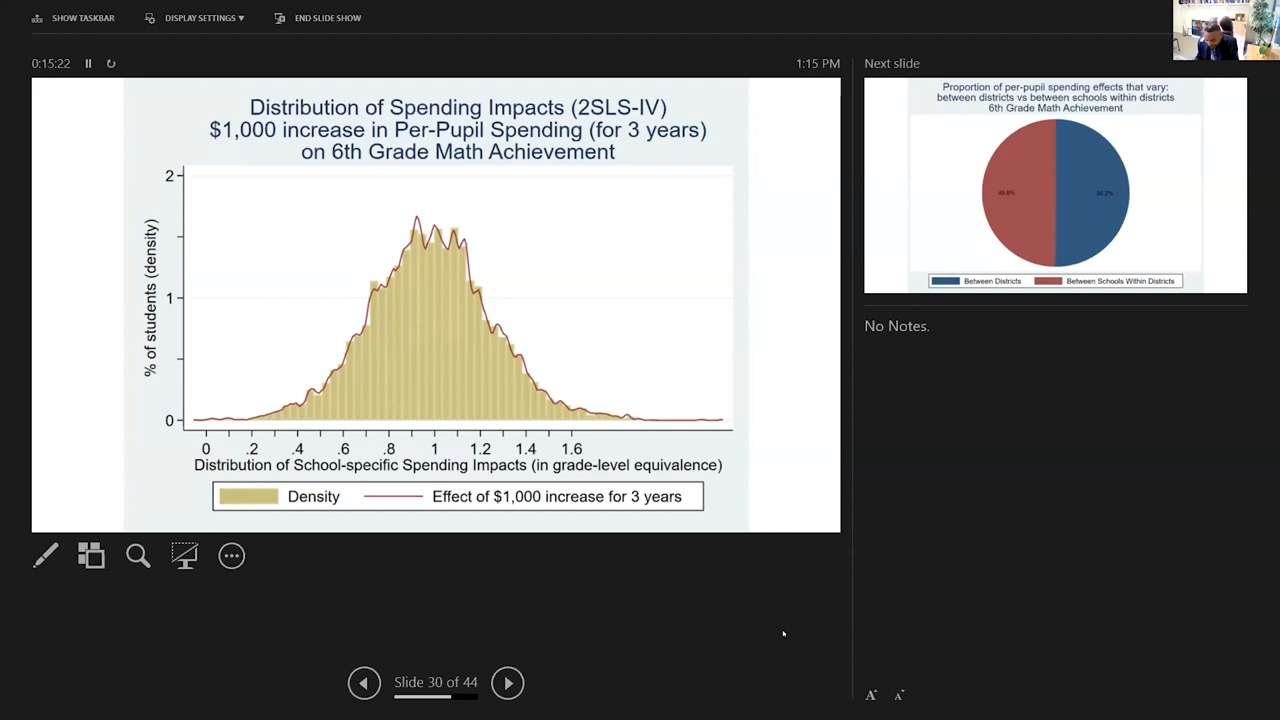 SHOW TASKBAR DISPLAY SETTINGS ▾ END SLIDE SHOW
0:15:22 1:15 PM
Distribution of Spending Impacts (2SLS-IV)
$1,000 increase in Per-Pupil Spending (for 3 years)
on 6th Grade Math Achievement
% of students (density)
2
1
0
0 .2 .4 .6 .8 1 1.2 1.4 1.6
Distribution of School-specific Spending Impacts (in grade-level equivalence)
Density Effect of $1,000 increase for 3 years
Slide 30 of 44
Next slide
Proportion of per-pupil spending effects that vary:
between districts vs between schools within districts
6th Grade Math Achievement
49.8% 50.2%
Between Districts Between Schools Within Districts
No Notes.
A A